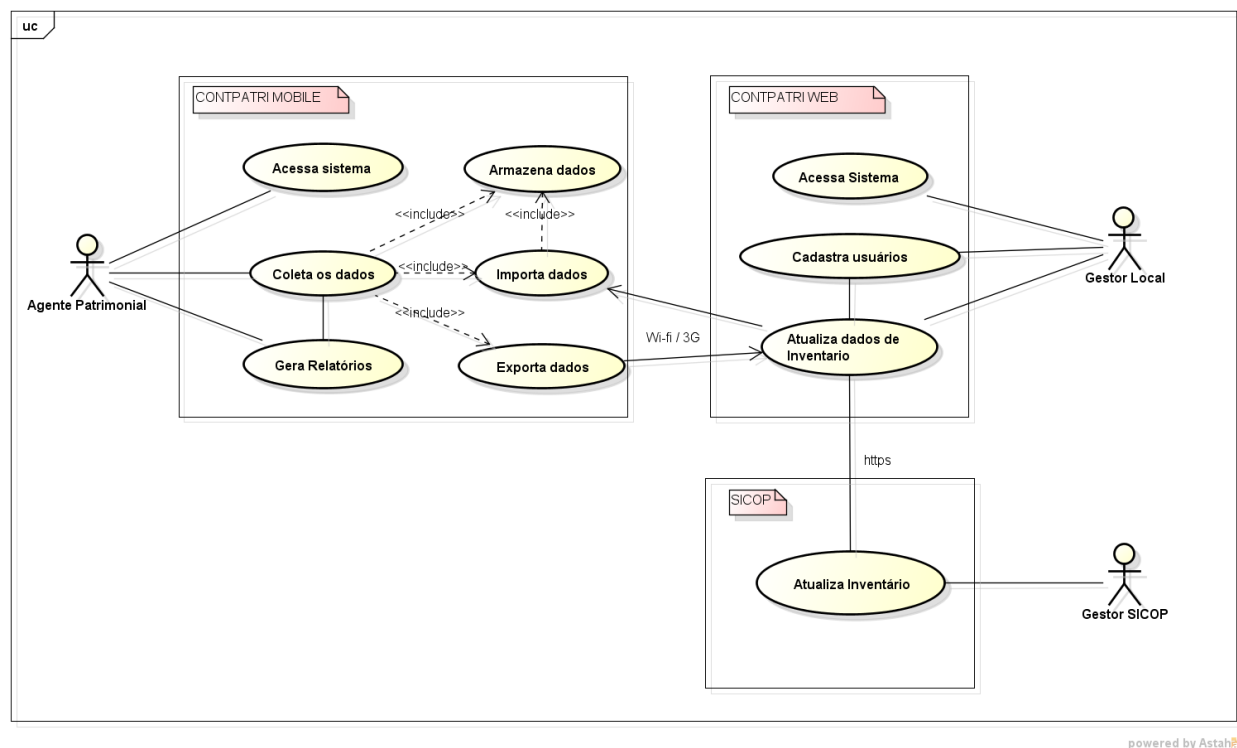 uc
CONTPATRI MOBILE
CONTPATRI WEB
Acessa sistema
Armazena dados
Acessa Sistema
<<include>>
<<include>>
Coleta os dados
<<include>>
Importa dados
Cadastra usuários
Agente Patrimonial
Gestor Local
<<include>>
Wi-fi / 3G
Atualiza dados de
Inventario
Gera Relatórios
Exporta dados
https
SICOP
Atualiza Inventário
Gestor SICOP
powered by Astah